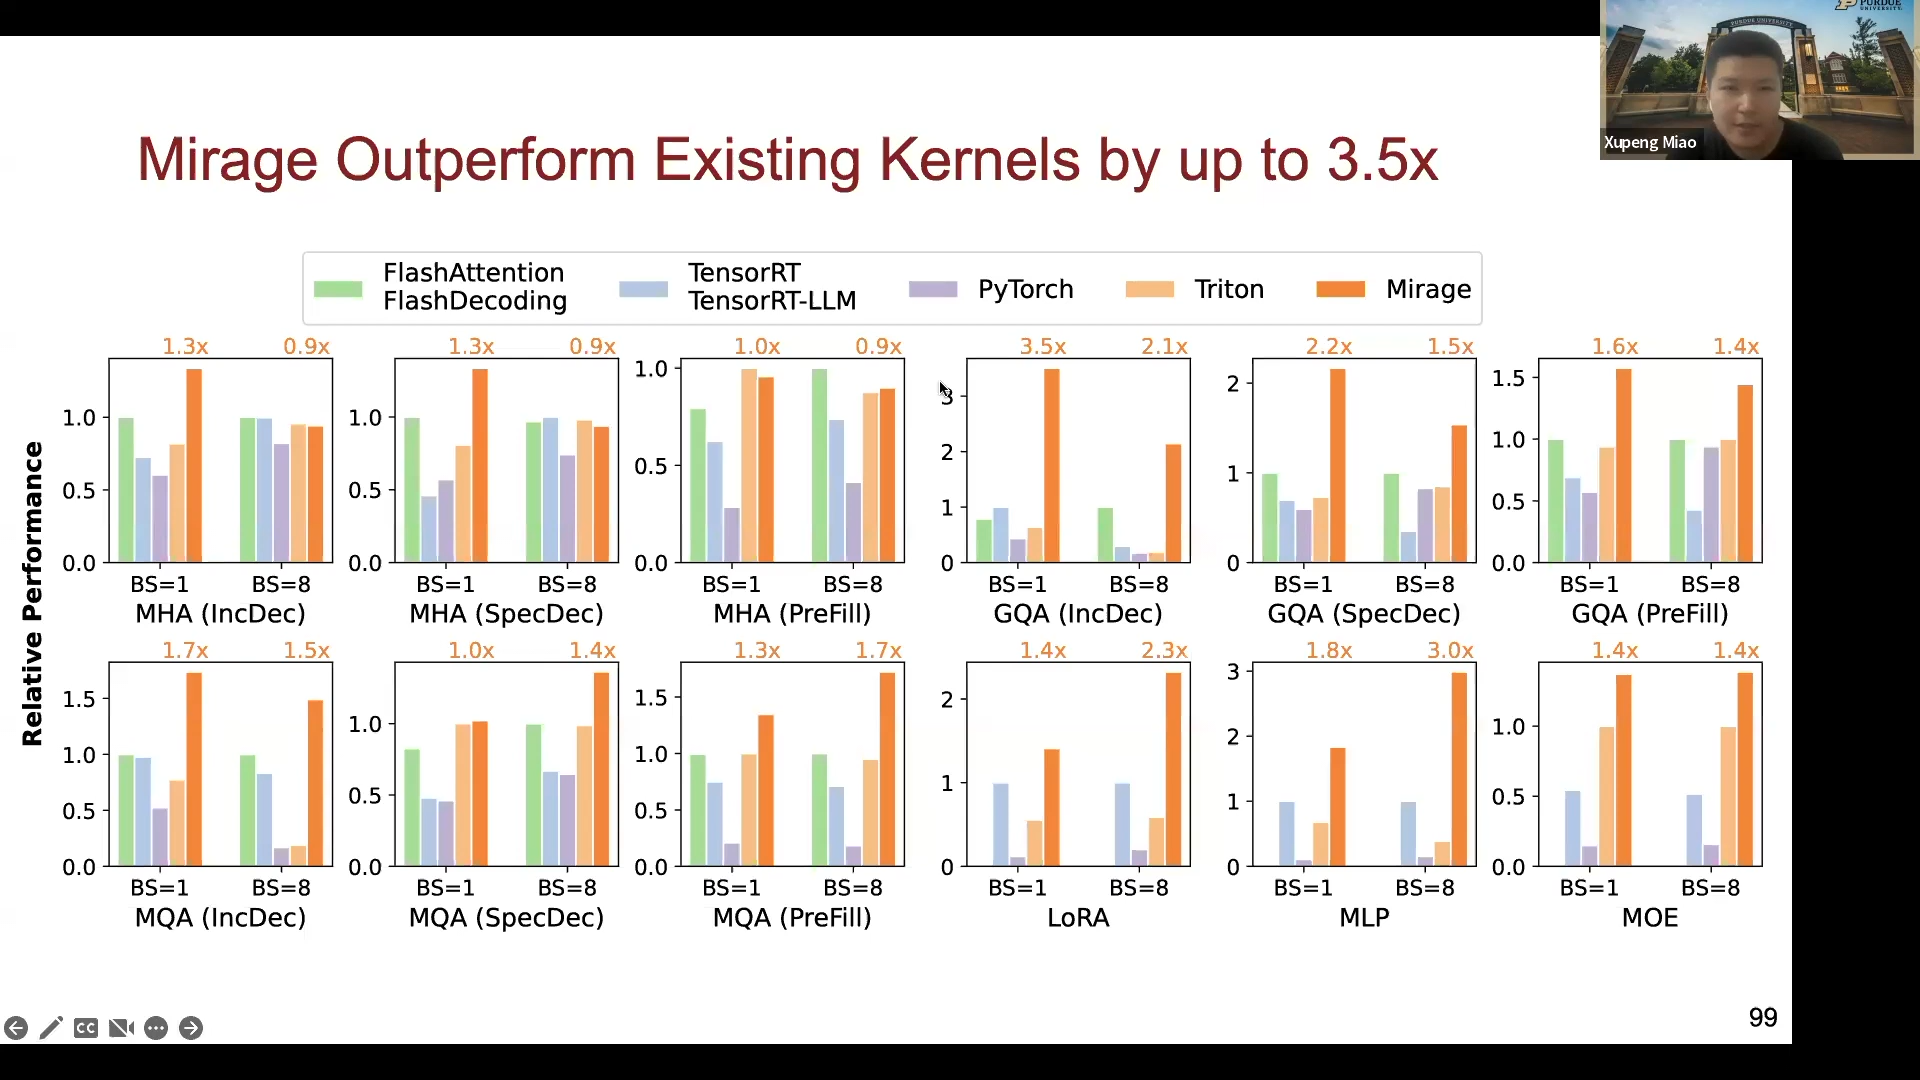 PURDUE
UNIVERSITY
PURDUE UNIVERSITY
Xupeng Miao
Mirage Outperform Existing Kernels by up to 3.5x
FlashAttention
FlashDecoding
TensorRT
TensorRT-LLM
PyTorch
Triton
Mirage
Relative Performance
1.3x 0.9x
1.0
0.5
0.0
BS=1 BS=8
MHA (IncDec)
1.3x 0.9x
1.0
0.5
0.0
BS=1 BS=8
MHA (SpecDec)
1.0x 0.9x
1.0
0.5
0.0
BS=1 BS=8
MHA (PreFill)
3.5x 2.1x
3
2
1
0
BS=1 BS=8
GQA (IncDec)
2.2x 1.5x
2
1
0
BS=1 BS=8
GQA (SpecDec)
1.6x 1.4x
1.5
1.0
0.5
0.0
BS=1 BS=8
GQA (PreFill)
1.7x 1.5x
1.5
1.0
0.5
0.0
BS=1 BS=8
MQA (IncDec)
1.0x 1.4x
1.0
0.5
0.0
BS=1 BS=8
MQA (SpecDec)
1.3x 1.7x
1.5
1.0
0.5
0.0
BS=1 BS=8
MQA (PreFill)
1.4x 2.3x
2
1
0
BS=1 BS=8
LoRA
1.8x 3.0x
3
2
1
0
BS=1 BS=8
MLP
1.4x 1.4x
1.0
0.5
0.0
BS=1 BS=8
MOE
CC
99